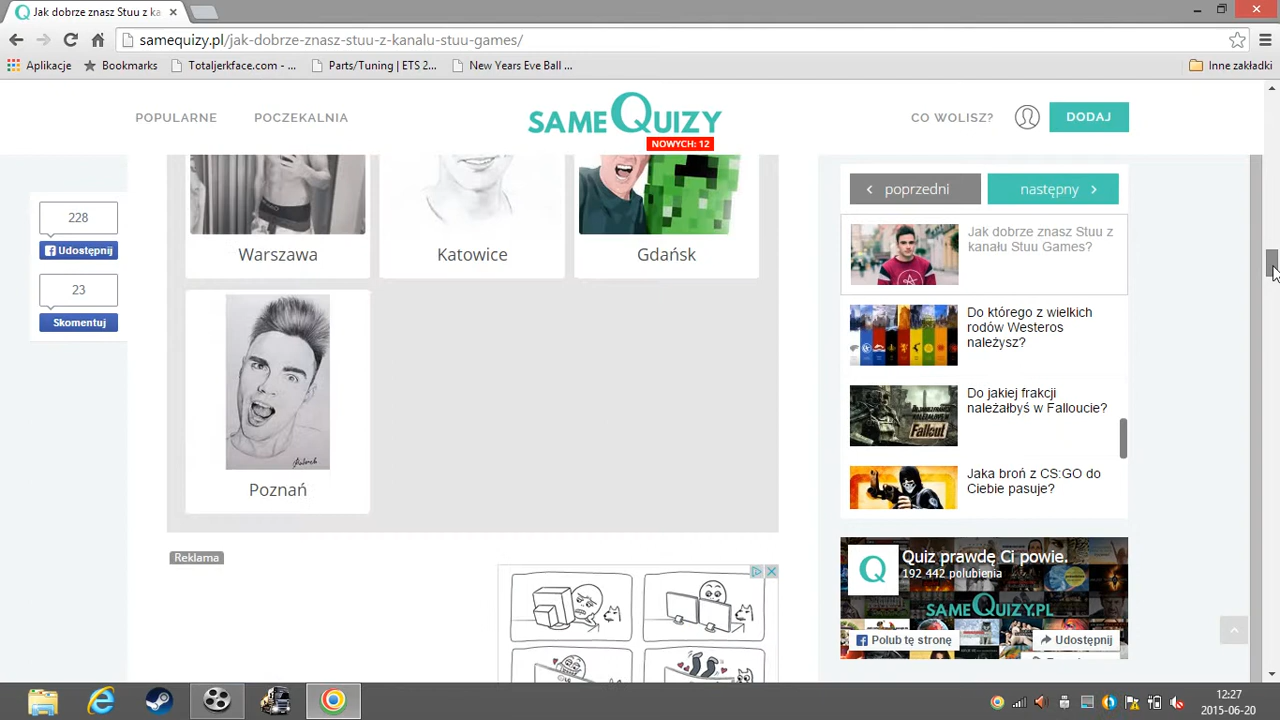 Jak dobrze znasz Stuu z ka
samequizy.pl/jak-dobrze-znasz-stuu-z-kanalu-stuu-games/
Aplikacje
Bookmarks
Totaljerkface.com - ...
Parts/Tuning | ETS 2...
New Years Eve Ball ...
Inne zakładki
POPULARNE
POCZEKALNIA
SAMEQUIZY
NOWYCH: 12
CO WOLISZ?
DODAJ
228
Udostępnij
23
Skomentuj
Warszawa
Katowice
Gdańsk
Poznań
Reklama
poprzedni
następny
Jak dobrze znasz Stuu z
kanału Stuu Games?
Do którego z wielkich
rodów Westeros
należysz?
Do jakiej frakcji
należałbyś w Falloucie?
Fallout
Jaka broń z CS:GO do
Ciebie pasuje?
Quiz prawdę Ci powie.
192 442 polubienia
SAMEQUIZY.PL
Polub tę stronę
Udostępnij
12:27
2015-06-20